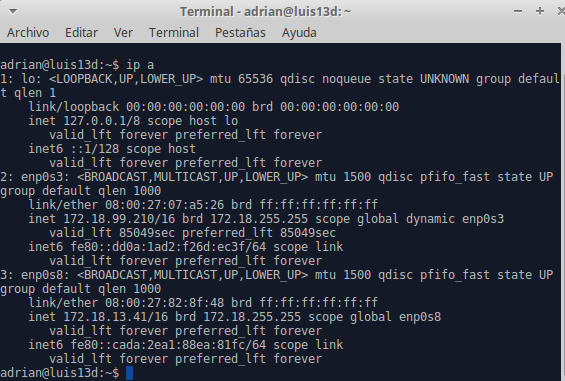 Terminal - adrian@luis13d: ~
Archivo Editar Ver Terminal Pestañas Ayuda
adrian@luis13d:~$ ip a
1: lo: <LOOPBACK,UP,LOWER_UP> mtu 65536 qdisc noqueue state UNKNOWN group defaul
t qlen 1
    link/loopback 00:00:00:00:00:00 brd 00:00:00:00:00:00
    inet 127.0.0.1/8 scope host lo
       valid_lft forever preferred_lft forever
    inet6 ::1/128 scope host
       valid_lft forever preferred_lft forever
2: enp0s3: <BROADCAST,MULTICAST,UP,LOWER_UP> mtu 1500 qdisc pfifo_fast state UP
group default qlen 1000
    link/ether 08:00:27:07:a5:26 brd ff:ff:ff:ff:ff:ff
    inet 172.18.99.210/16 brd 172.18.255.255 scope global dynamic enp0s3
       valid_lft 85049sec preferred_lft 85049sec
    inet6 fe80::dd0a:1ad2:f26d:ec3f/64 scope link
       valid_lft forever preferred_lft forever
3: enp0s8: <BROADCAST,MULTICAST,UP,LOWER_UP> mtu 1500 qdisc pfifo_fast state UP
group default qlen 1000
    link/ether 08:00:27:82:8f:48 brd ff:ff:ff:ff:ff:ff
    inet 172.18.13.41/16 brd 172.18.255.255 scope global enp0s8
       valid_lft forever preferred_lft forever
    inet6 fe80::cada:2ea1:88ea:81fc/64 scope link
       valid_lft forever preferred_lft forever
adrian@luis13d:~$